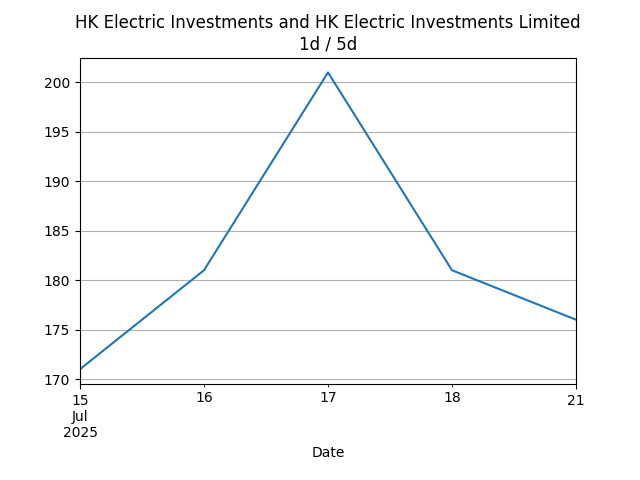 HK Electric Investments and HK Electric Investments Limited
1d / 5d
200
195
190
185
180
175
170
15 16 17 18 21
Jul
2025
Date